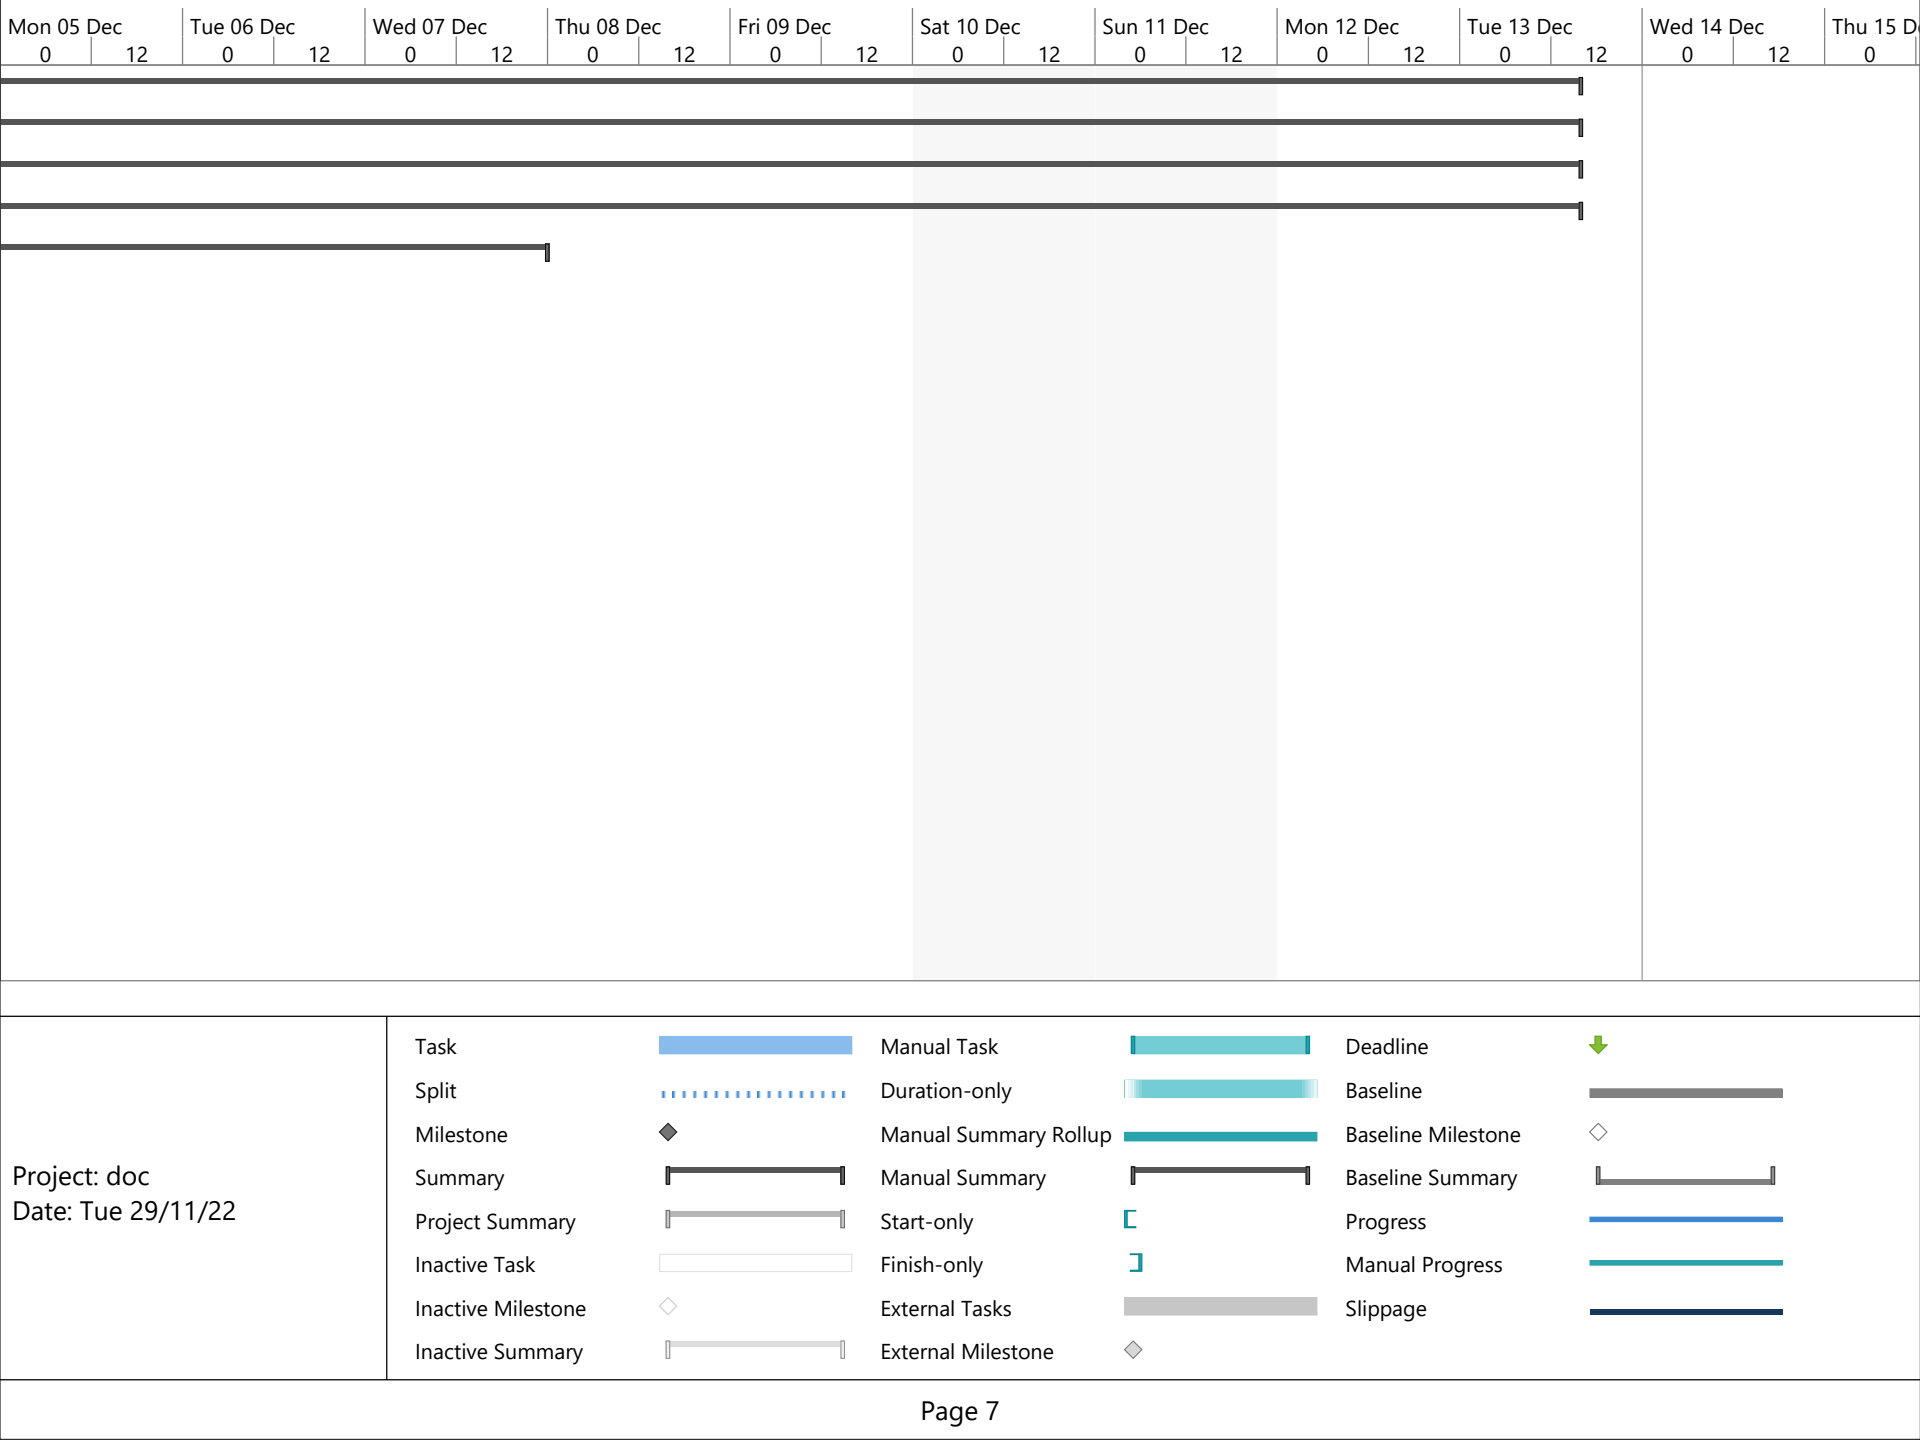 Mon 05 Dec Tue 06 Dec Wed 07 Dec Thu 08 Dec Fri 09 Dec Sat 10 Dec Sun 11 Dec Mon 12 Dec Tue 13 Dec Wed 14 Dec Thu 15 D
0 12 0 12 0 12 0 12 0 12 0 12 0 12 0 12 0 12 0 12 0
Task Manual Task Deadline
Split Duration-only Baseline
Milestone Manual Summary Rollup Baseline Milestone
Summary Manual Summary Baseline Summary
Project: doc
Date: Tue 29/11/22
Project Summary Start-only Progress
Inactive Task Finish-only Manual Progress
Inactive Milestone External Tasks Slippage
Inactive Summary External Milestone
Page 7